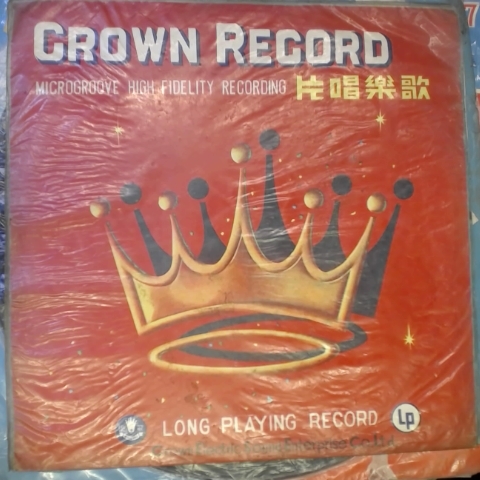 CROWN RECORD
MICROGROOVE HIGH FIDELITY RECORDING 片唱樂歌
LONG PLAYING RECORD LP